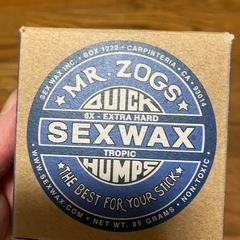 SEX WAX INC. • BOX 1222 • CARPINTERIA, • CA • 93014
MR. ZOGS
QUICK
6X - EXTRA HARD
SEXWAX
TROPIC
HUMPS
"THE BEST FOR YOUR STICK"
WWW.SEXWAX.COM • NET WT. 85 GRAMS • NON-TOXIC •